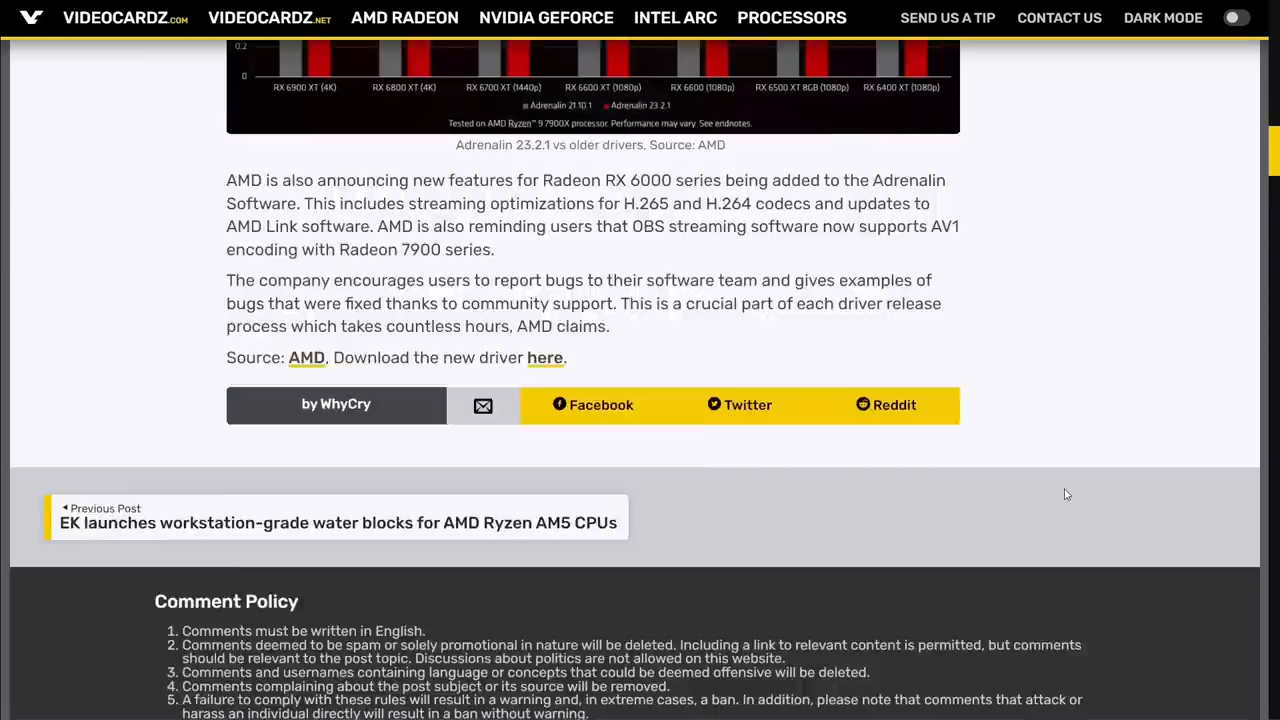 VIDEOCARDZ.COM VIDEOCARDZ.NET AMD RADEON NVIDIA GEFORCE INTEL ARC PROCESSORS SEND US A TIP CONTACT US DARK MODE
0.2
0
RX 6900 XT (4K) RX 6800 XT (4K) RX 6700 XT (1440p) RX 6600 XT (1080p) RX 6600 (1080p) RX 6500 XT 8GB (1080p) RX 6400 XT (1080p)
Adrenalin 21.10.1 Adrenalin 23.2.1
Tested on AMD Ryzen™ 9 7900X processor. Performance may vary. See endnotes.
Adrenalin 23.2.1 vs older drivers, Source: AMD
AMD is also announcing new features for Radeon RX 6000 series being added to the Adrenalin
Software. This includes streaming optimizations for H.265 and H.264 codecs and updates to
AMD Link software. AMD is also reminding users that OBS streaming software now supports AV1
encoding with Radeon 7900 series.
The company encourages users to report bugs to their software team and gives examples of
bugs that were fixed thanks to community support. This is a crucial part of each driver release
process which takes countless hours, AMD claims.
Source: AMD, Download the new driver here.
by WhyCry Facebook Twitter Reddit
Previous Post
EK launches workstation-grade water blocks for AMD Ryzen AM5 CPUs
Comment Policy
1. Comments must be written in English.
2. Comments deemed to be spam or solely promotional in nature will be deleted. Including a link to relevant content is permitted, but comments
should be relevant to the post topic. Discussions about politics are not allowed on this website.
3. Comments and usernames containing language or concepts that could be deemed offensive will be deleted.
4. Comments complaining about the post subject or its source will be removed.
5. A failure to comply with these rules will result in a warning and, in extreme cases, a ban. In addition, please note that comments that attack or
harass an individual directly will result in a ban without warning.